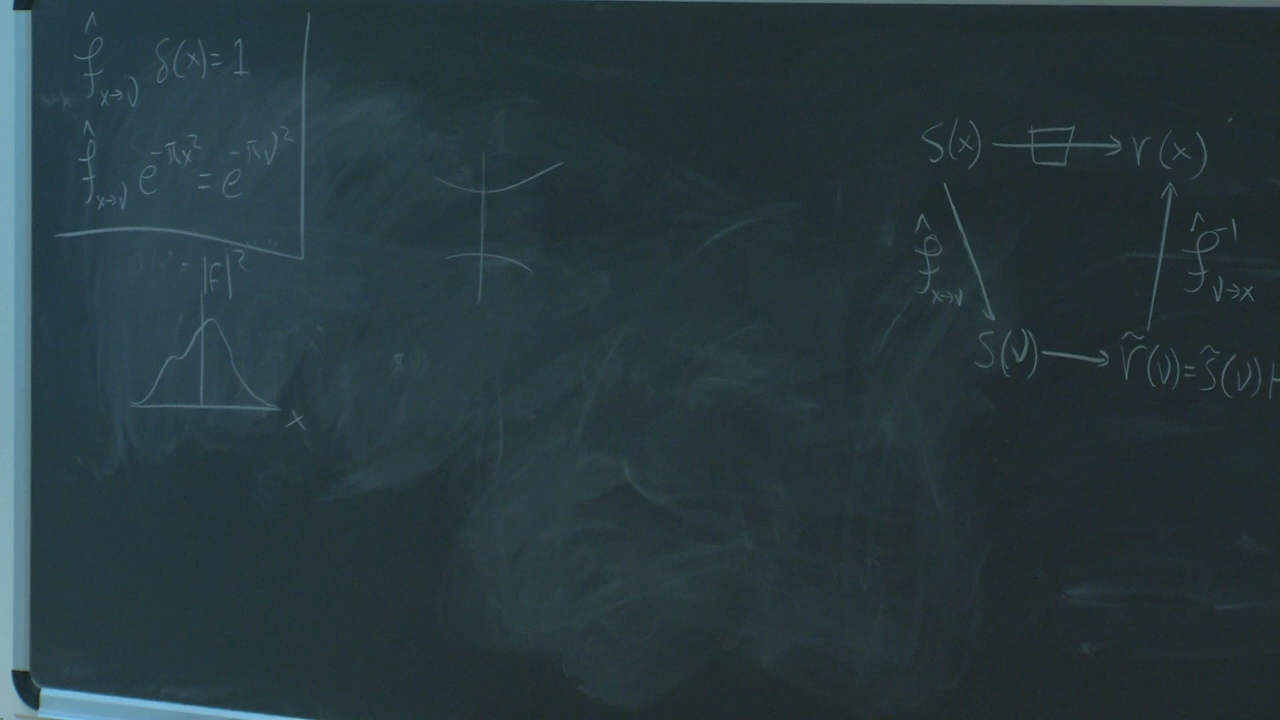 f̂ₓ→ᵥ δ(x)=1
f̂ₓ→ᵥ e^{-πx²} = e^{-πν²}
|f|²
x
S(x) → r(x)
f̂ₓ→ᵥ
f̂⁻¹ᵥ→ₓ
S(ν) → r̃(ν)=s̃(ν)